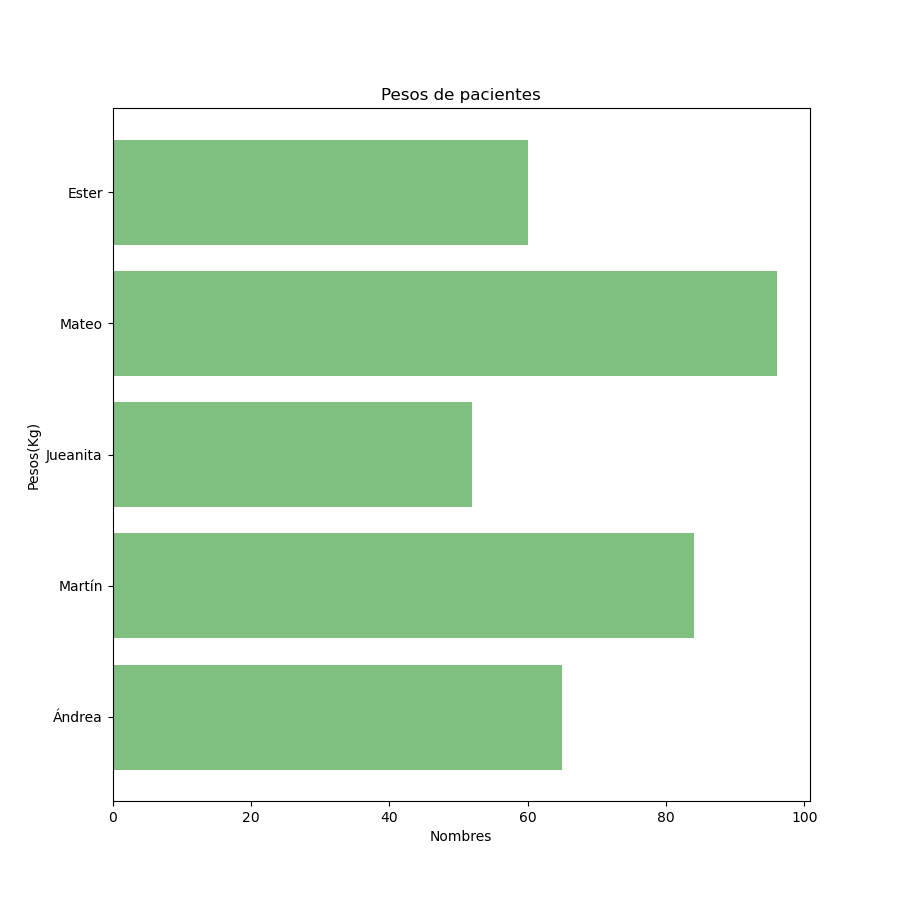 Pesos de pacientes
Ester
Mateo
Jueanita
Martín
Ándrea
Pesos(Kg)
0 20 40 60 80 100
Nombres